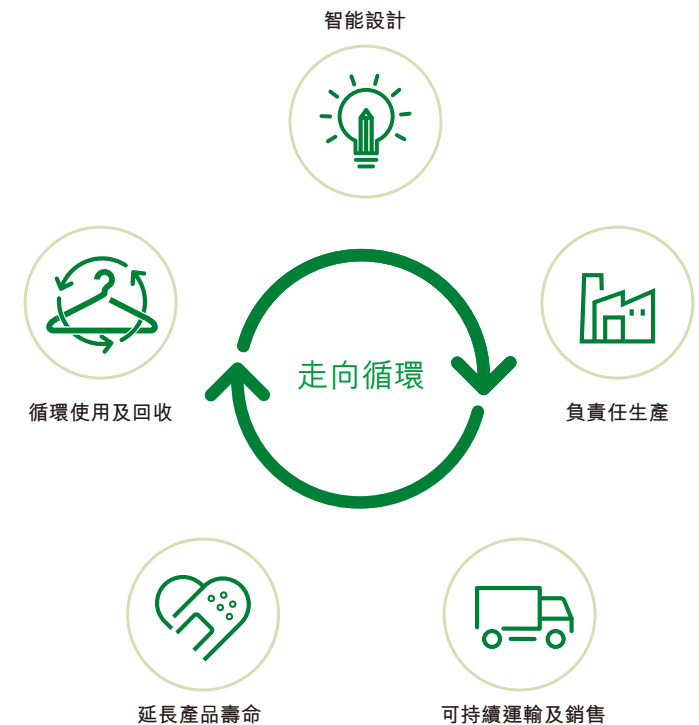 智能設計
走向循環
循環使用及回收
負責任生產
延長產品壽命
可持續運輸及銷售